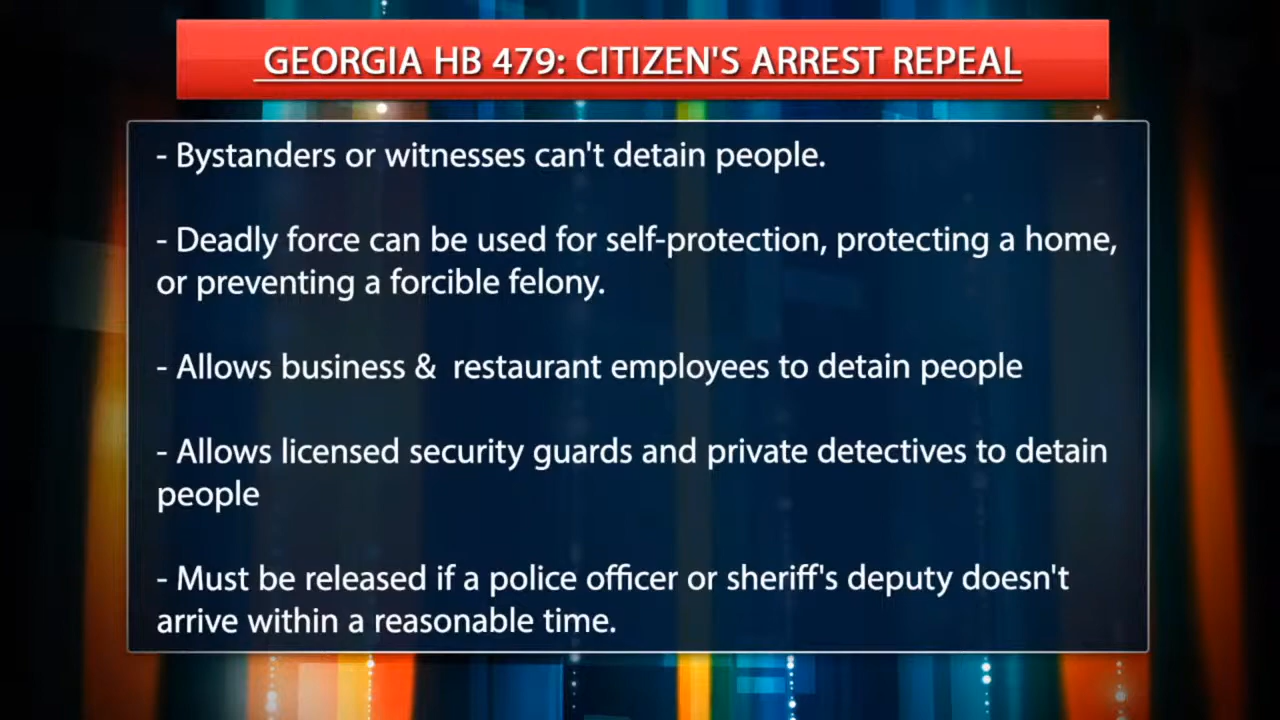 GEORGIA HB 479: CITIZEN'S ARREST REPEAL
- Bystanders or witnesses can't detain people.
- Deadly force can be used for self-protection, protecting a home,
or preventing a forcible felony.
- Allows business &  restaurant employees to detain people
- Allows licensed security guards and private detectives to detain
people
- Must be released if a police officer or sheriff's deputy doesn't
arrive within a reasonable time.